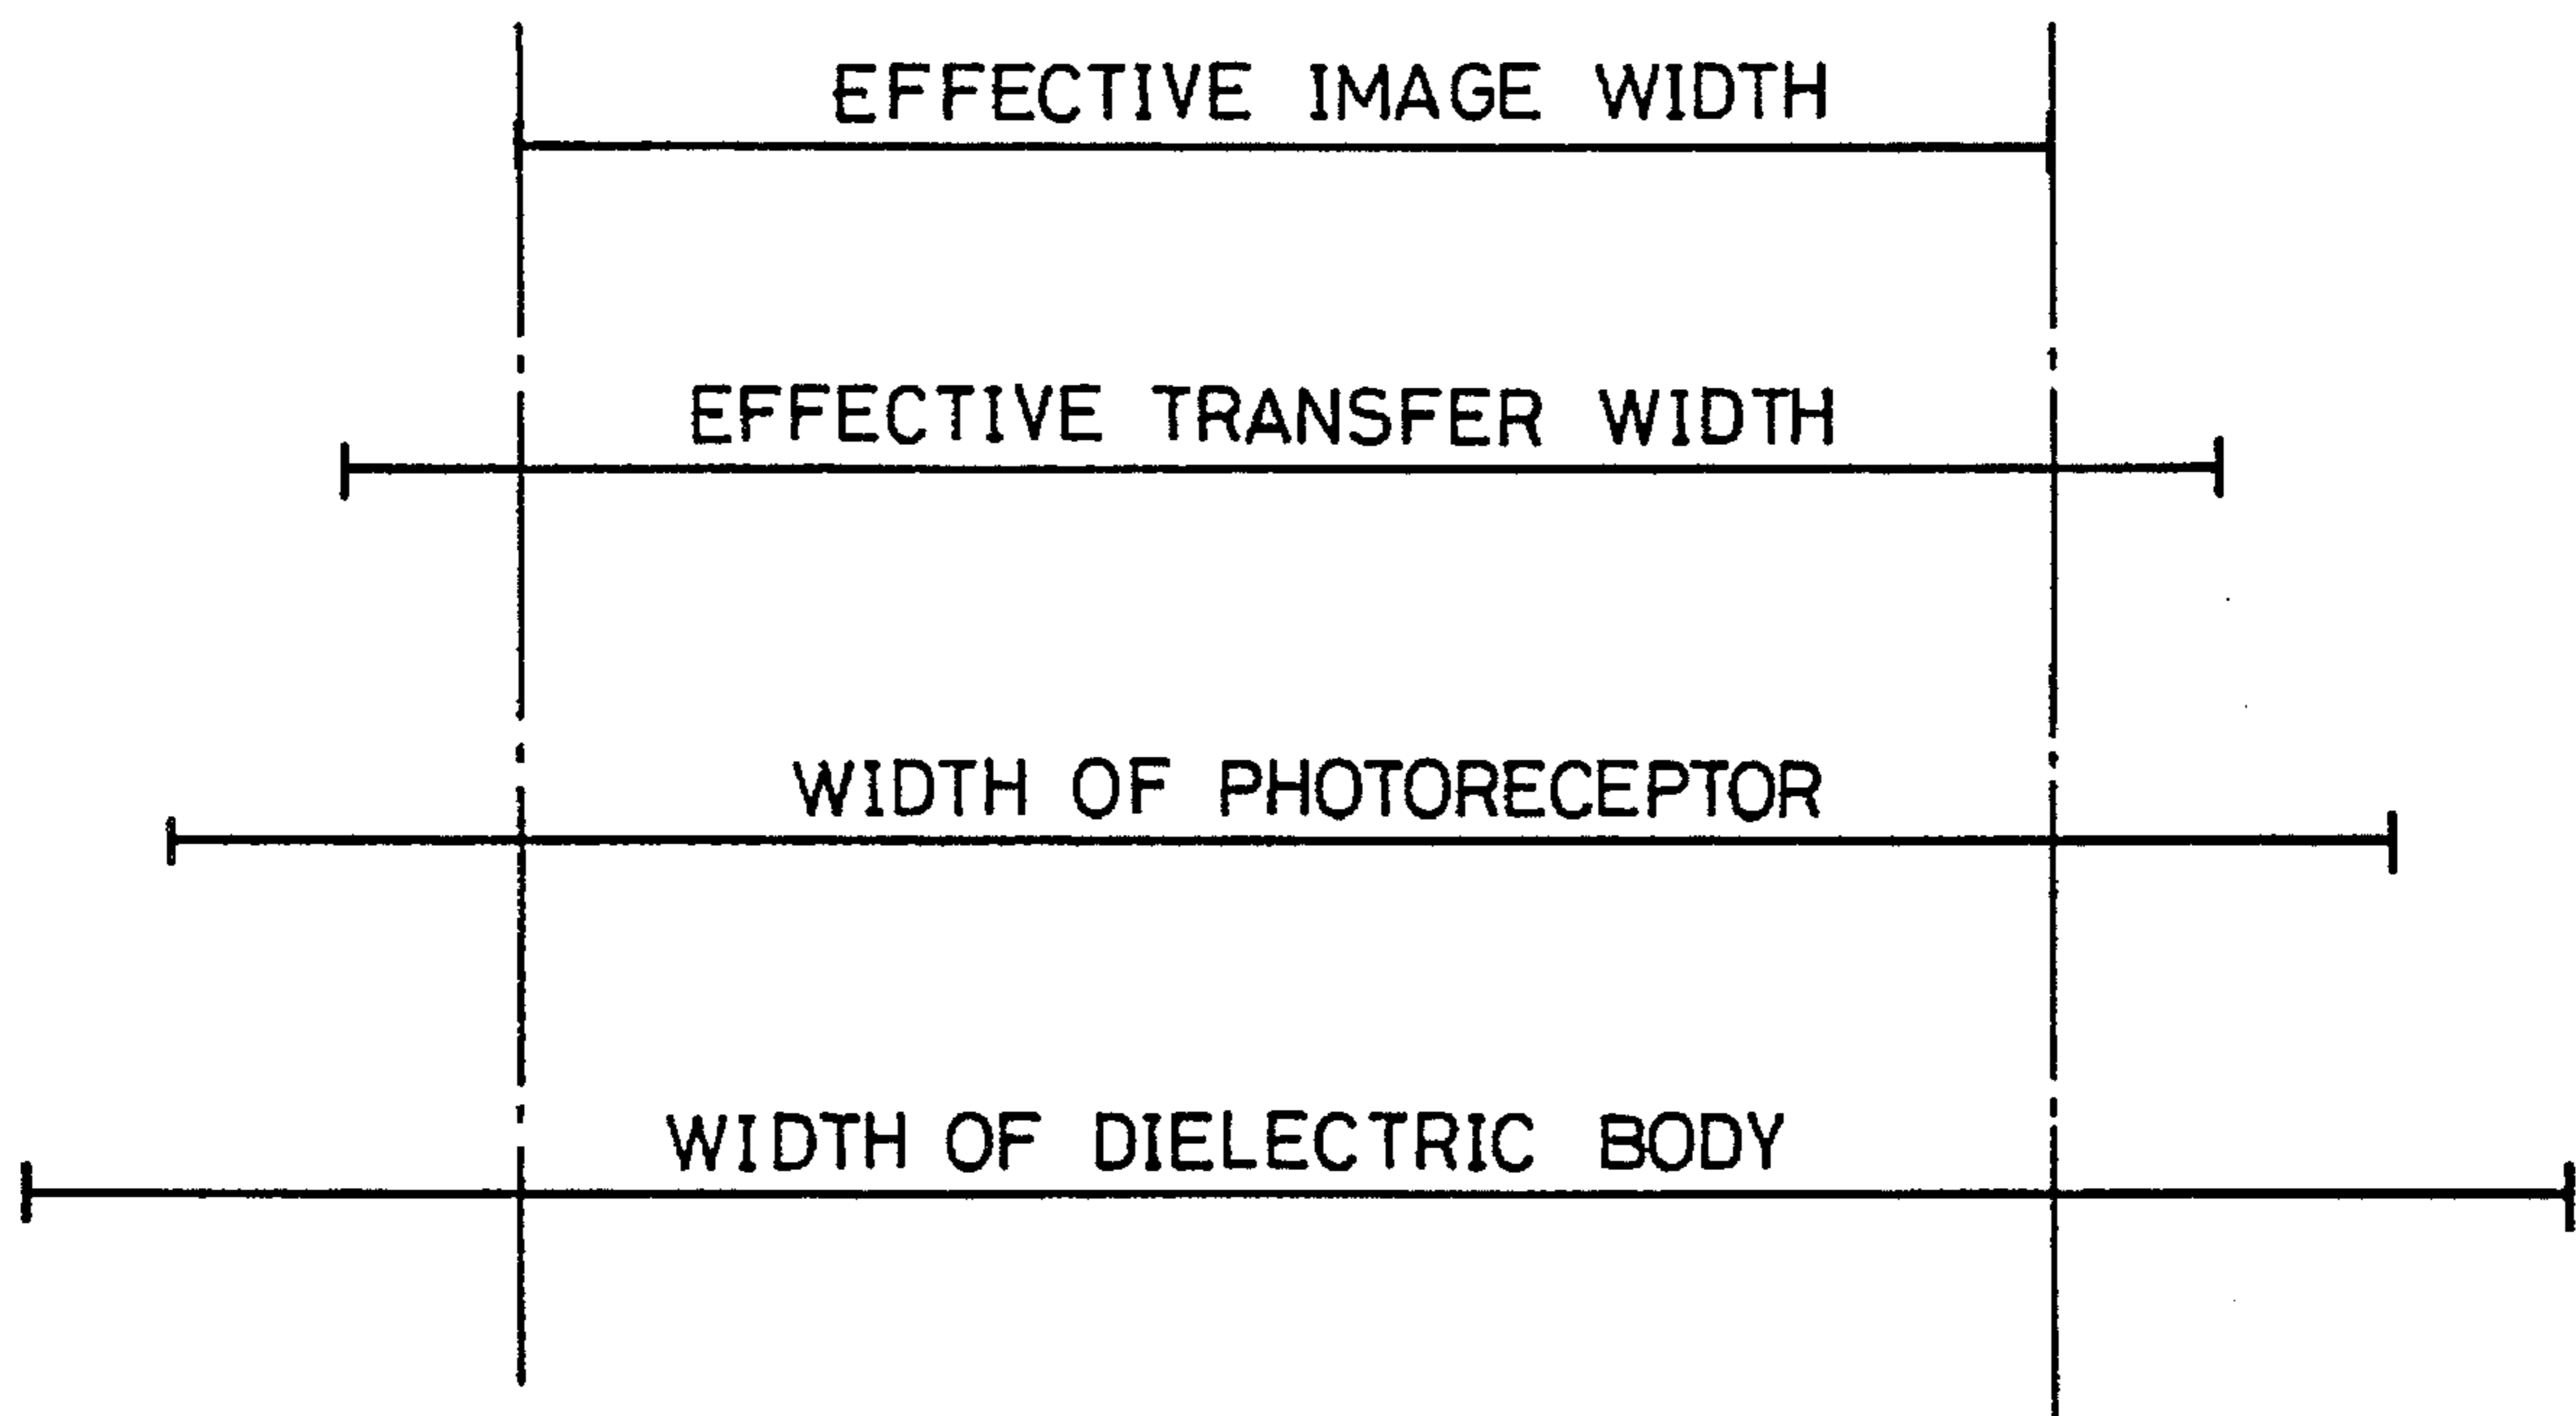 EFFECTIVE IMAGE WIDTH
EFFECTIVE TRANSFER WIDTH
WIDTH OF PHOTORECEPTOR
WIDTH OF DIELECTRIC BODY